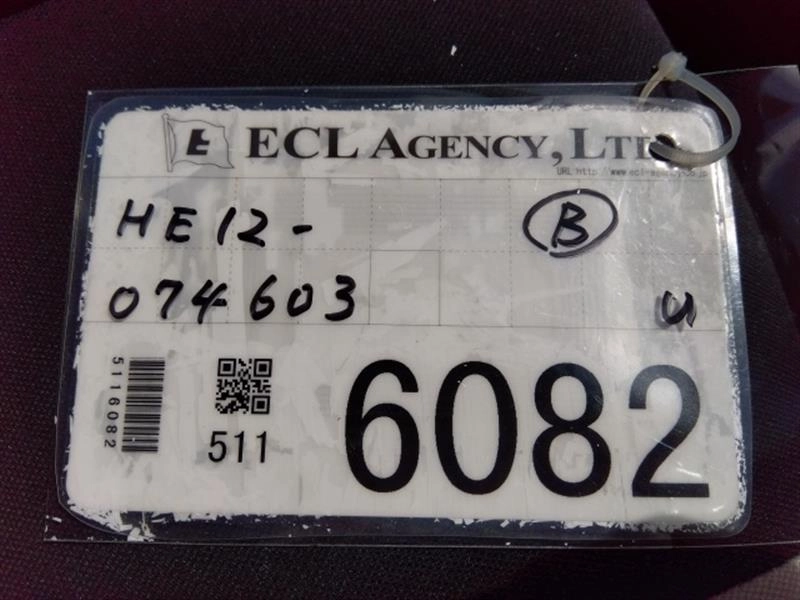 E ECL AGENCY, LTD.
HE12- B
074603 u
5116082
511
6082